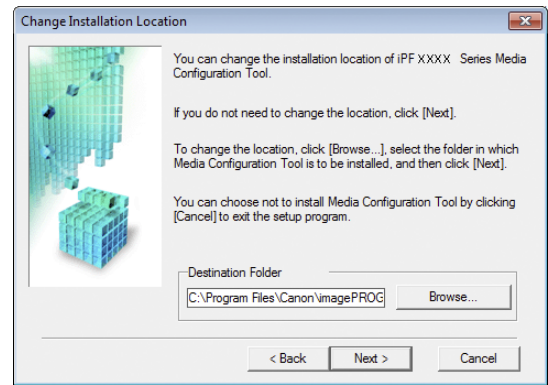 Change Installation Location
You can change the installation location of iPF XXXX Series Media
Configuration Tool.
If you do not need to change the location, click [Next].
To change the location, click [Browse...], select the folder in which
Media Configuration Tool is to be installed, and then click [Next].
You can choose not to install Media Configuration Tool by clicking
[Cancel] to exit the setup program.
Destination Folder
C:\Program Files\Canon\imagePROG
Browse...
< Back
Next >
Cancel